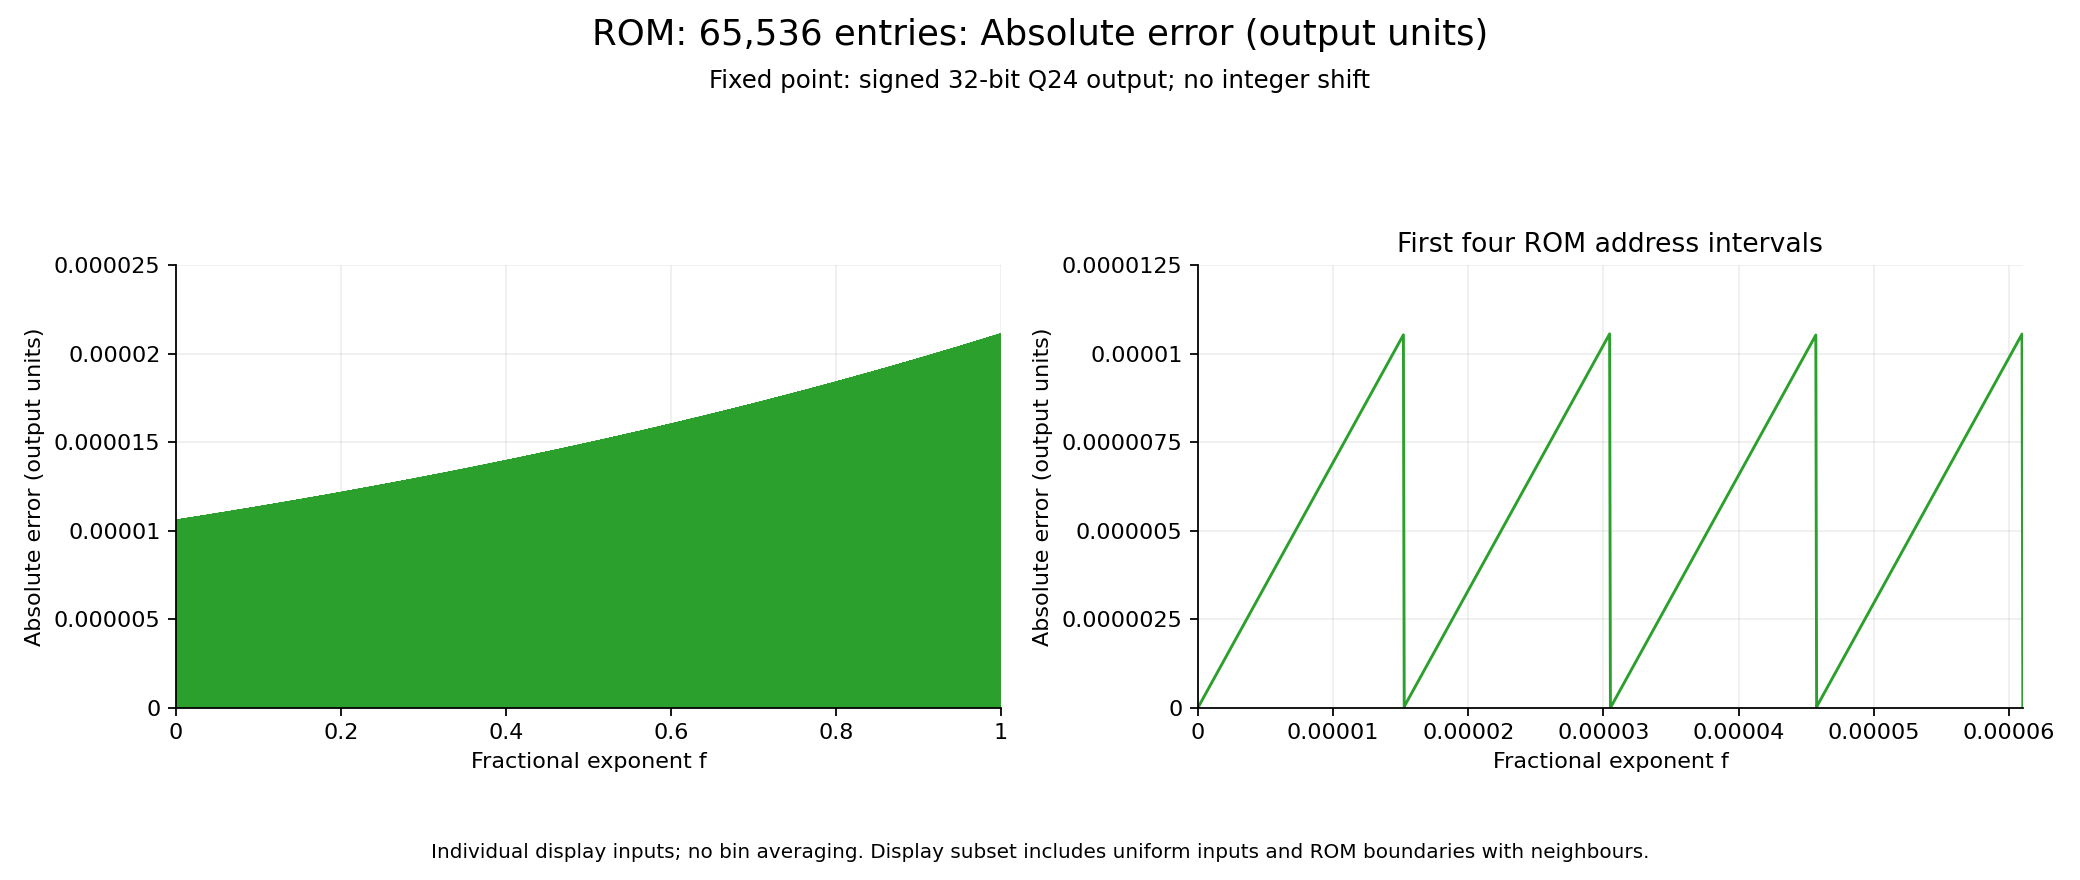 ROM: 65,536 entries: Absolute error (output units)
Fixed point: signed 32-bit Q24 output; no integer shift
Absolute error (output units)
0.000025
0.00002
0.000015
0.00001
0.000005
0
0 0.2 0.4 0.6 0.8 1
Fractional exponent f
First four ROM address intervals
Absolute error (output units)
0.0000125
0.00001
0.0000075
0.000005
0.0000025
0
0 0.00001 0.00002 0.00003 0.00004 0.00005 0.00006
Fractional exponent f
Individual display inputs; no bin averaging. Display subset includes uniform inputs and ROM boundaries with neighbours.